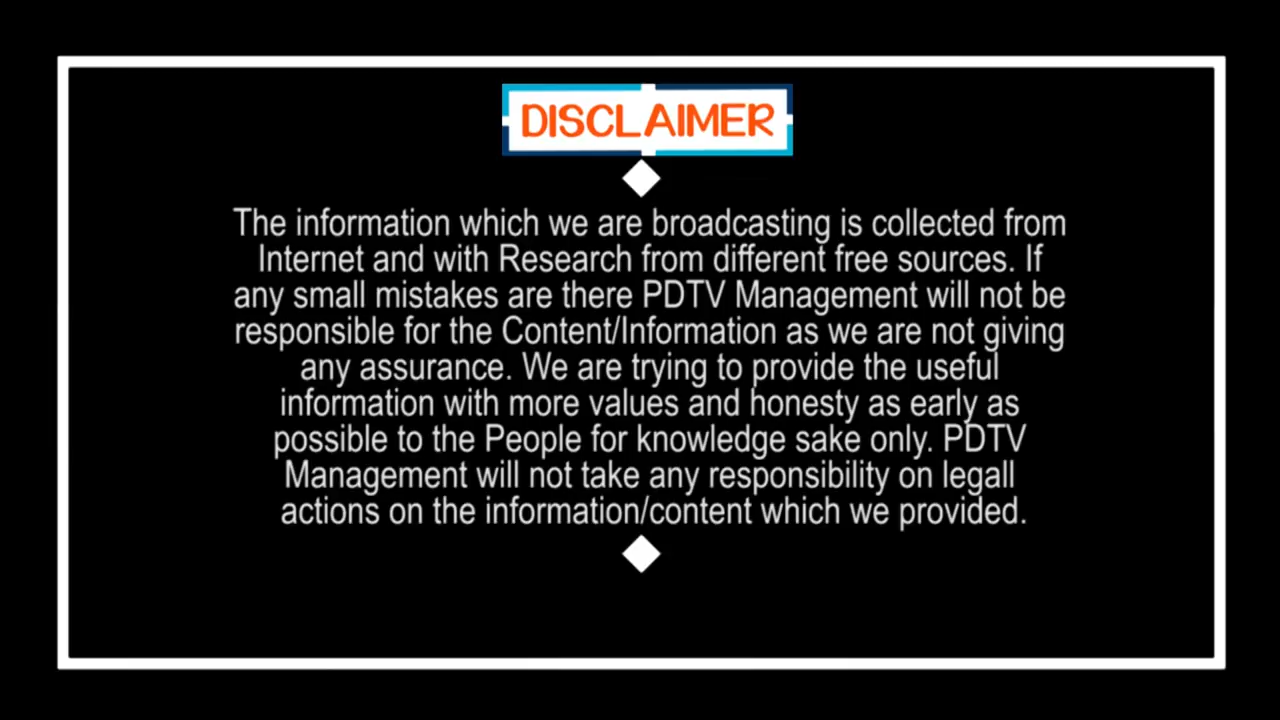 DISCLAIMER
The information which we are broadcasting is collected from
Internet and with Research from different free sources. If
any small mistakes are there PDTV Management will not be
responsible for the Content/Information as we are not giving
any assurance. We are trying to provide the useful
information with more values and honesty as early as
possible to the People for knowledge sake only. PDTV
Management will not take any responsibility on legall
actions on the information/content which we provided.